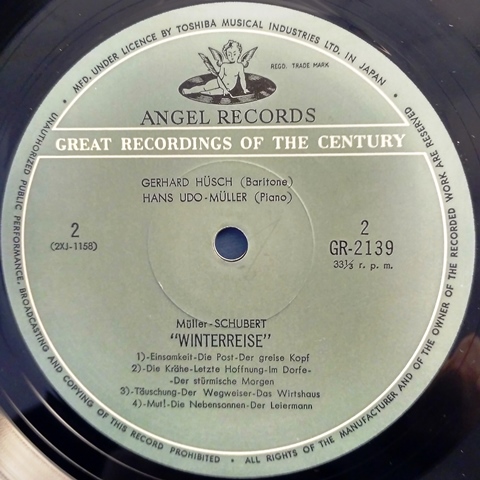 MFD. UNDER LICENCE BY TOSHIBA MUSICAL INDUSTRIES LTD. IN JAPAN
REGD. TRADE MARK
ANGEL RECORDS
GREAT RECORDINGS OF THE CENTURY
GERHARD HÜSCH (Baritone)
HANS UDO-MÜLLER (Piano)
2
(2XJ-1158)
2
GR-2139
33⅓ r. p. m.
Müller-SCHUBERT
"WINTERREISE"
1)-Einsamkeit-Die Post-Der greise Kopf
2)-Die Krähe-Letzte Hoffnung-Im Dorfe-
-Der stürmische Morgen
3)-Täuschung-Der Wegweiser-Das Wirtshaus
4)-Mut!-Die Nebensonnen-Der Leiermann
UNAUTHORIZED PUBLIC PERFORMANCE, BROADCASTING AND COPYING OF THIS RECORD PROHIBITED • ALL RIGHTS OF THE MANUFACTURER AND OF THE OWNER OF THE RECORDED WORK ARE RESERVED